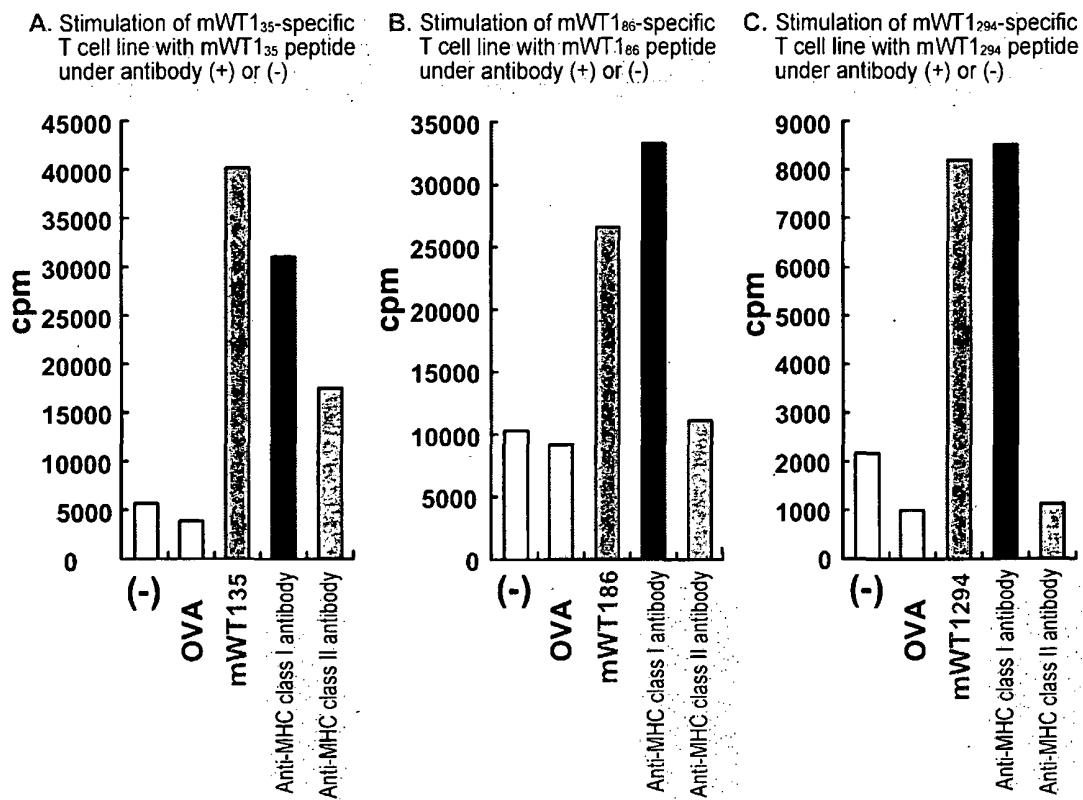 A. Stimulation of mWT1₃₅-specific
T cell line with mWT1₃₅ peptide
under antibody (+) or (-)
45000
40000
35000
30000
25000
20000
15000
10000
5000
0
cpm
(-)
OVA
mWT135
Anti-MHC class I antibody
Anti-MHC class II antibody
B. Stimulation of mWT1₈₆-specific
T cell line with mWT1₈₆ peptide
under antibody (+) or (-)
35000
30000
25000
20000
15000
10000
5000
0
cpm
(-)
OVA
mWT186
Anti-MHC class I antibody
Anti-MHC class II antibody
C. Stimulation of mWT1₂₉₄-specific
T cell line with mWT1₂₉₄ peptide
under antibody (+) or (-)
9000
8000
7000
6000
5000
4000
3000
2000
1000
0
cpm
(-)
OVA
mWT1294
Anti-MHC class I antibody
Anti-MHC class II antibody